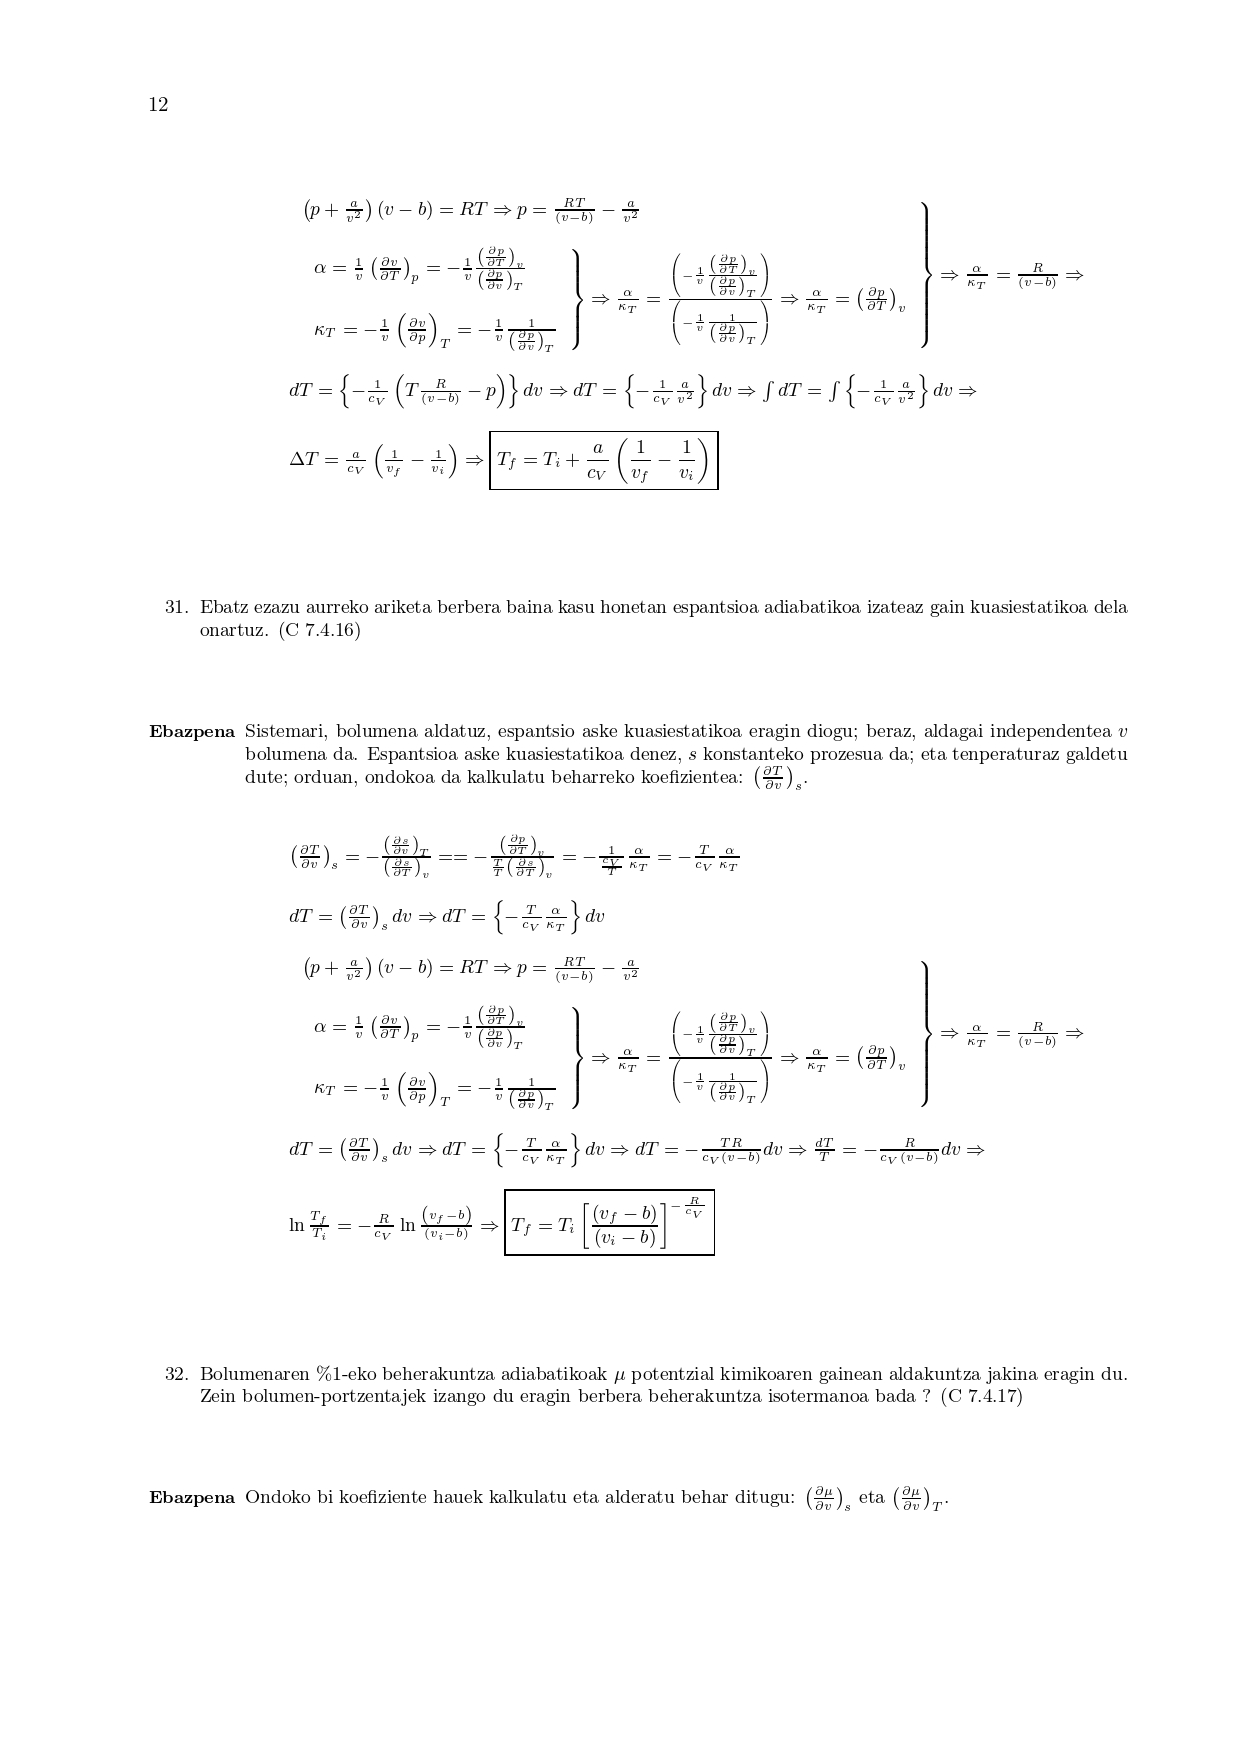 12
$\left(p+\frac{a}{v^2}\right)(v-b)=RT \Rightarrow p=\frac{RT}{(v-b)}-\frac{a}{v^2}$
$\left.\begin{array}{l}\alpha=\frac{1}{v}\left(\frac{\partial v}{\partial T}\right)_p=-\frac{1}{v}\frac{\left(\frac{\partial p}{\partial T}\right)_v}{\left(\frac{\partial p}{\partial v}\right)_T}\\ \kappa_T=-\frac{1}{v}\left(\frac{\partial v}{\partial p}\right)_T=-\frac{1}{v}\frac{1}{\left(\frac{\partial p}{\partial v}\right)_T}\end{array}\right\}\Rightarrow\frac{\alpha}{\kappa_T}=\frac{\left(-\frac{1}{v}\frac{\left(\frac{\partial p}{\partial T}\right)_v}{\left(\frac{\partial p}{\partial v}\right)_T}\right)}{\left(-\frac{1}{v}\frac{1}{\left(\frac{\partial p}{\partial v}\right)_T}\right)}\Rightarrow\left.\frac{\alpha}{\kappa_T}=\left(\frac{\partial p}{\partial T}\right)_v\right\}\Rightarrow\frac{\alpha}{\kappa_T}=\frac{R}{(v-b)}\Rightarrow$
$dT=\left\{-\frac{1}{c_V}\left(T\frac{R}{(v-b)}-p\right)\right\}dv\Rightarrow dT=\left\{-\frac{1}{c_V}\frac{a}{v^2}\right\}dv\Rightarrow\int dT=\int\left\{-\frac{1}{c_V}\frac{a}{v^2}\right\}dv\Rightarrow$
$\Delta T=\frac{a}{c_V}\left(\frac{1}{v_f}-\frac{1}{v_i}\right)\Rightarrow\boxed{T_f=T_i+\frac{a}{c_V}\left(\frac{1}{v_f}-\frac{1}{v_i}\right)}$
31. Ebatz ezazu aurreko ariketa berbera baina kasu honetan espantsioa adiabatikoa izateaz gain kuasiestatikoa dela
onartuz. (C 7.4.16)
Ebazpena Sistemari, bolumena aldatuz, espantsio aske kuasiestatikoa eragin diogu; beraz, aldagai independentea $v$
bolumena da. Espantsioa aske kuasiestatikoa denez, $s$ konstanteko prozesua da; eta tenperaturaz galdetu
dute; orduan, ondokoa da kalkulatu beharreko koefizientea: $\left(\frac{\partial T}{\partial v}\right)_s$.
$\left(\frac{\partial T}{\partial v}\right)_s=-\frac{\left(\frac{\partial s}{\partial v}\right)_T}{\left(\frac{\partial s}{\partial T}\right)_v}==-\frac{\left(\frac{\partial p}{\partial T}\right)_v}{\frac{T}{T}\left(\frac{\partial s}{\partial T}\right)_v}=-\frac{1}{\frac{c_V}{T}}\frac{\alpha}{\kappa_T}=-\frac{T}{c_V}\frac{\alpha}{\kappa_T}$
$dT=\left(\frac{\partial T}{\partial v}\right)_s dv\Rightarrow dT=\left\{-\frac{T}{c_V}\frac{\alpha}{\kappa_T}\right\}dv$
$\left(p+\frac{a}{v^2}\right)(v-b)=RT\Rightarrow p=\frac{RT}{(v-b)}-\frac{a}{v^2}$
$\left.\begin{array}{l}\alpha=\frac{1}{v}\left(\frac{\partial v}{\partial T}\right)_p=-\frac{1}{v}\frac{\left(\frac{\partial p}{\partial T}\right)_v}{\left(\frac{\partial p}{\partial v}\right)_T}\\ \kappa_T=-\frac{1}{v}\left(\frac{\partial v}{\partial p}\right)_T=-\frac{1}{v}\frac{1}{\left(\frac{\partial p}{\partial v}\right)_T}\end{array}\right\}\Rightarrow\frac{\alpha}{\kappa_T}=\frac{\left(-\frac{1}{v}\frac{\left(\frac{\partial p}{\partial T}\right)_v}{\left(\frac{\partial p}{\partial v}\right)_T}\right)}{\left(-\frac{1}{v}\frac{1}{\left(\frac{\partial p}{\partial v}\right)_T}\right)}\Rightarrow\left.\frac{\alpha}{\kappa_T}=\left(\frac{\partial p}{\partial T}\right)_v\right\}\Rightarrow\frac{\alpha}{\kappa_T}=\frac{R}{(v-b)}\Rightarrow$
$dT=\left(\frac{\partial T}{\partial v}\right)_s dv\Rightarrow dT=\left\{-\frac{T}{c_V}\frac{\alpha}{\kappa_T}\right\}dv\Rightarrow dT=-\frac{TR}{c_V(v-b)}dv\Rightarrow\frac{dT}{T}=-\frac{R}{c_V(v-b)}dv\Rightarrow$
$\ln\frac{T_f}{T_i}=-\frac{R}{c_V}\ln\frac{(v_f-b)}{(v_i-b)}\Rightarrow\boxed{T_f=T_i\left[\frac{(v_f-b)}{(v_i-b)}\right]^{-\frac{R}{c_V}}}$
32. Bolumenaren %1-eko beherakuntza adiabatikoak $\mu$ potentzial kimikoaren gainean aldakuntza jakina eragin du.
Zein bolumen-portzentajek izango du eragin berbera beherakuntza isotermanoa bada ? (C 7.4.17)
Ebazpena Ondoko bi koefiziente hauek kalkulatu eta alderatu behar ditugu: $\left(\frac{\partial\mu}{\partial v}\right)_s$ eta $\left(\frac{\partial\mu}{\partial v}\right)_T$.